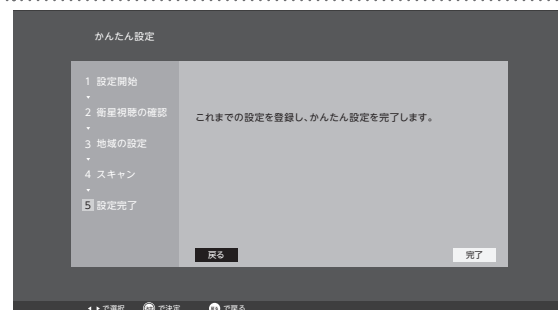 かんたん設定
1 設定開始
2 衛星視聴の確認
3 地域の設定
4 スキャン
5 設定完了
これまでの設定を登録し、かんたん設定を完了します。
戻る 完了
で選択 で決定 で戻る